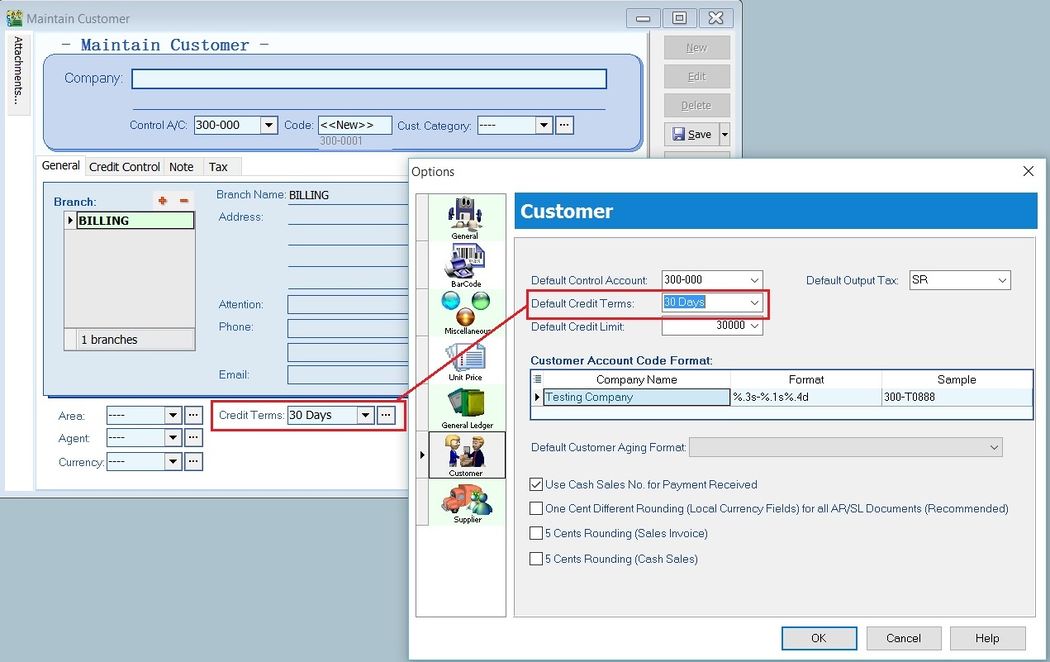 Maintain Customer
Attachments...
- Maintain Customer -
Company:
Control A/C: 300-000 Code: <<New>> Cust. Category: ----
300-0001
New
Edit
Delete
Save
General Credit Control Note Tax
Branch:
BILLING
1 branches
Branch Name: BILLING
Address:
Attention:
Phone:
Email:
Area: ----
Agent: ----
Currency: ----
Credit Terms: 30 Days
Options
General
BarCode
Miscellaneous
Unit Price
General Ledger
Customer
Supplier
Customer
Default Control Account: 300-000 Default Output Tax: SR
Default Credit Terms: 30 Days
Default Credit Limit: 30000
Customer Account Code Format:
Company Name Format Sample
Testing Company %.3s-%.1s%.4d 300-T0888
Default Customer Aging Format:
Use Cash Sales No. for Payment Received
One Cent Different Rounding (Local Currency Fields) for all AR/SL Documents (Recommended)
5 Cents Rounding (Sales Invoice)
5 Cents Rounding (Cash Sales)
OK Cancel Help